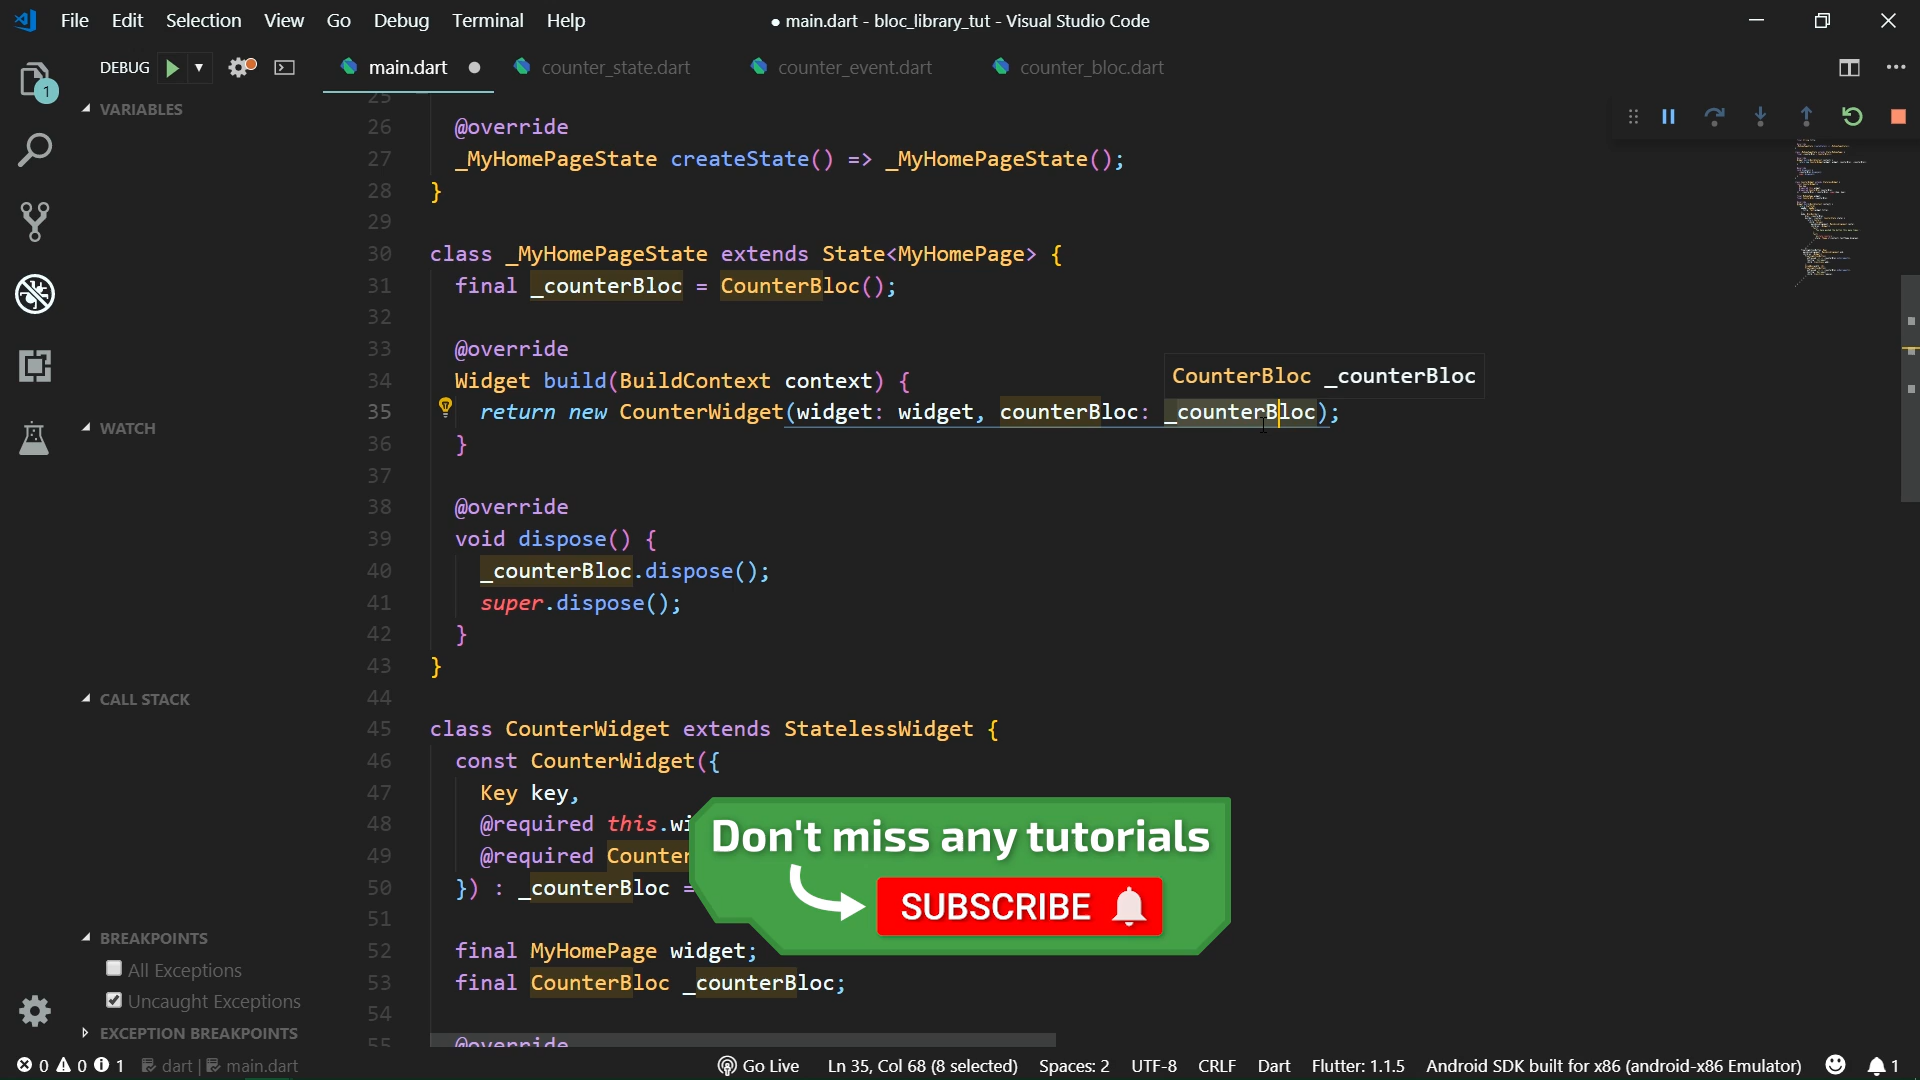 File Edit Selection View Go Debug Terminal Help
● main.dart - bloc_library_tut - Visual Studio Code
DEBUG
main.dart
counter_state.dart
counter_event.dart
counter_bloc.dart
1
VARIABLES
WATCH
CALL STACK
BREAKPOINTS
All Exceptions
Uncaught Exceptions
EXCEPTION BREAKPOINTS
25
26 @override
27 _MyHomePageState createState() => _MyHomePageState();
28 }
29
30 class _MyHomePageState extends State<MyHomePage> {
31 final _counterBloc = CounterBloc();
32
33 @override
34 Widget build(BuildContext context) {
CounterBloc _counterBloc
35 return new CounterWidget(widget: widget, counterBloc: _counterBloc);
36 }
37
38 @override
39 void dispose() {
40 _counterBloc.dispose();
41 super.dispose();
42 }
43 }
44
45 class CounterWidget extends StatelessWidget {
46 const CounterWidget({
47 Key key,
48 @required this.wi
49 @required Counter
50 }) : _counterBloc =
51
52 final MyHomePage widget;
53 final CounterBloc _counterBloc;
54
55 @override
Don't miss any tutorials
SUBSCRIBE
0 0 1 dart | main.dart
Go Live Ln 35, Col 68 (8 selected) Spaces: 2 UTF-8 CRLF Dart Flutter: 1.1.5 Android SDK built for x86 (android-x86 Emulator) 1